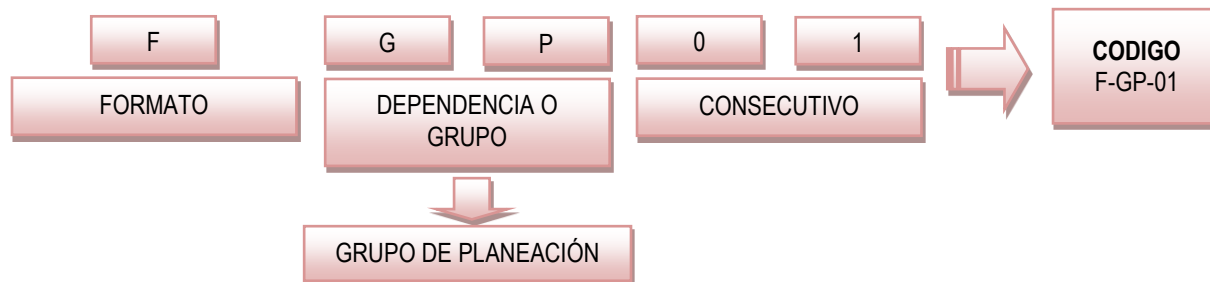 F
G
P
0
1
CODIGO
F-GP-01
FORMATO
DEPENDENCIA O
GRUPO
CONSECUTIVO
GRUPO DE PLANEACIÓN